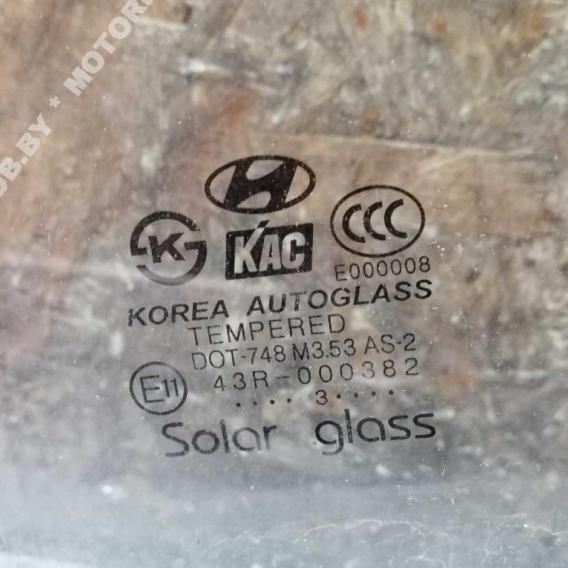 KAC
CCC
E000008
KOREA AUTOGLASS
TEMPERED
DOT-748 M3.53 AS-2
E11
43R-000382
.... 3.....
Solar glass